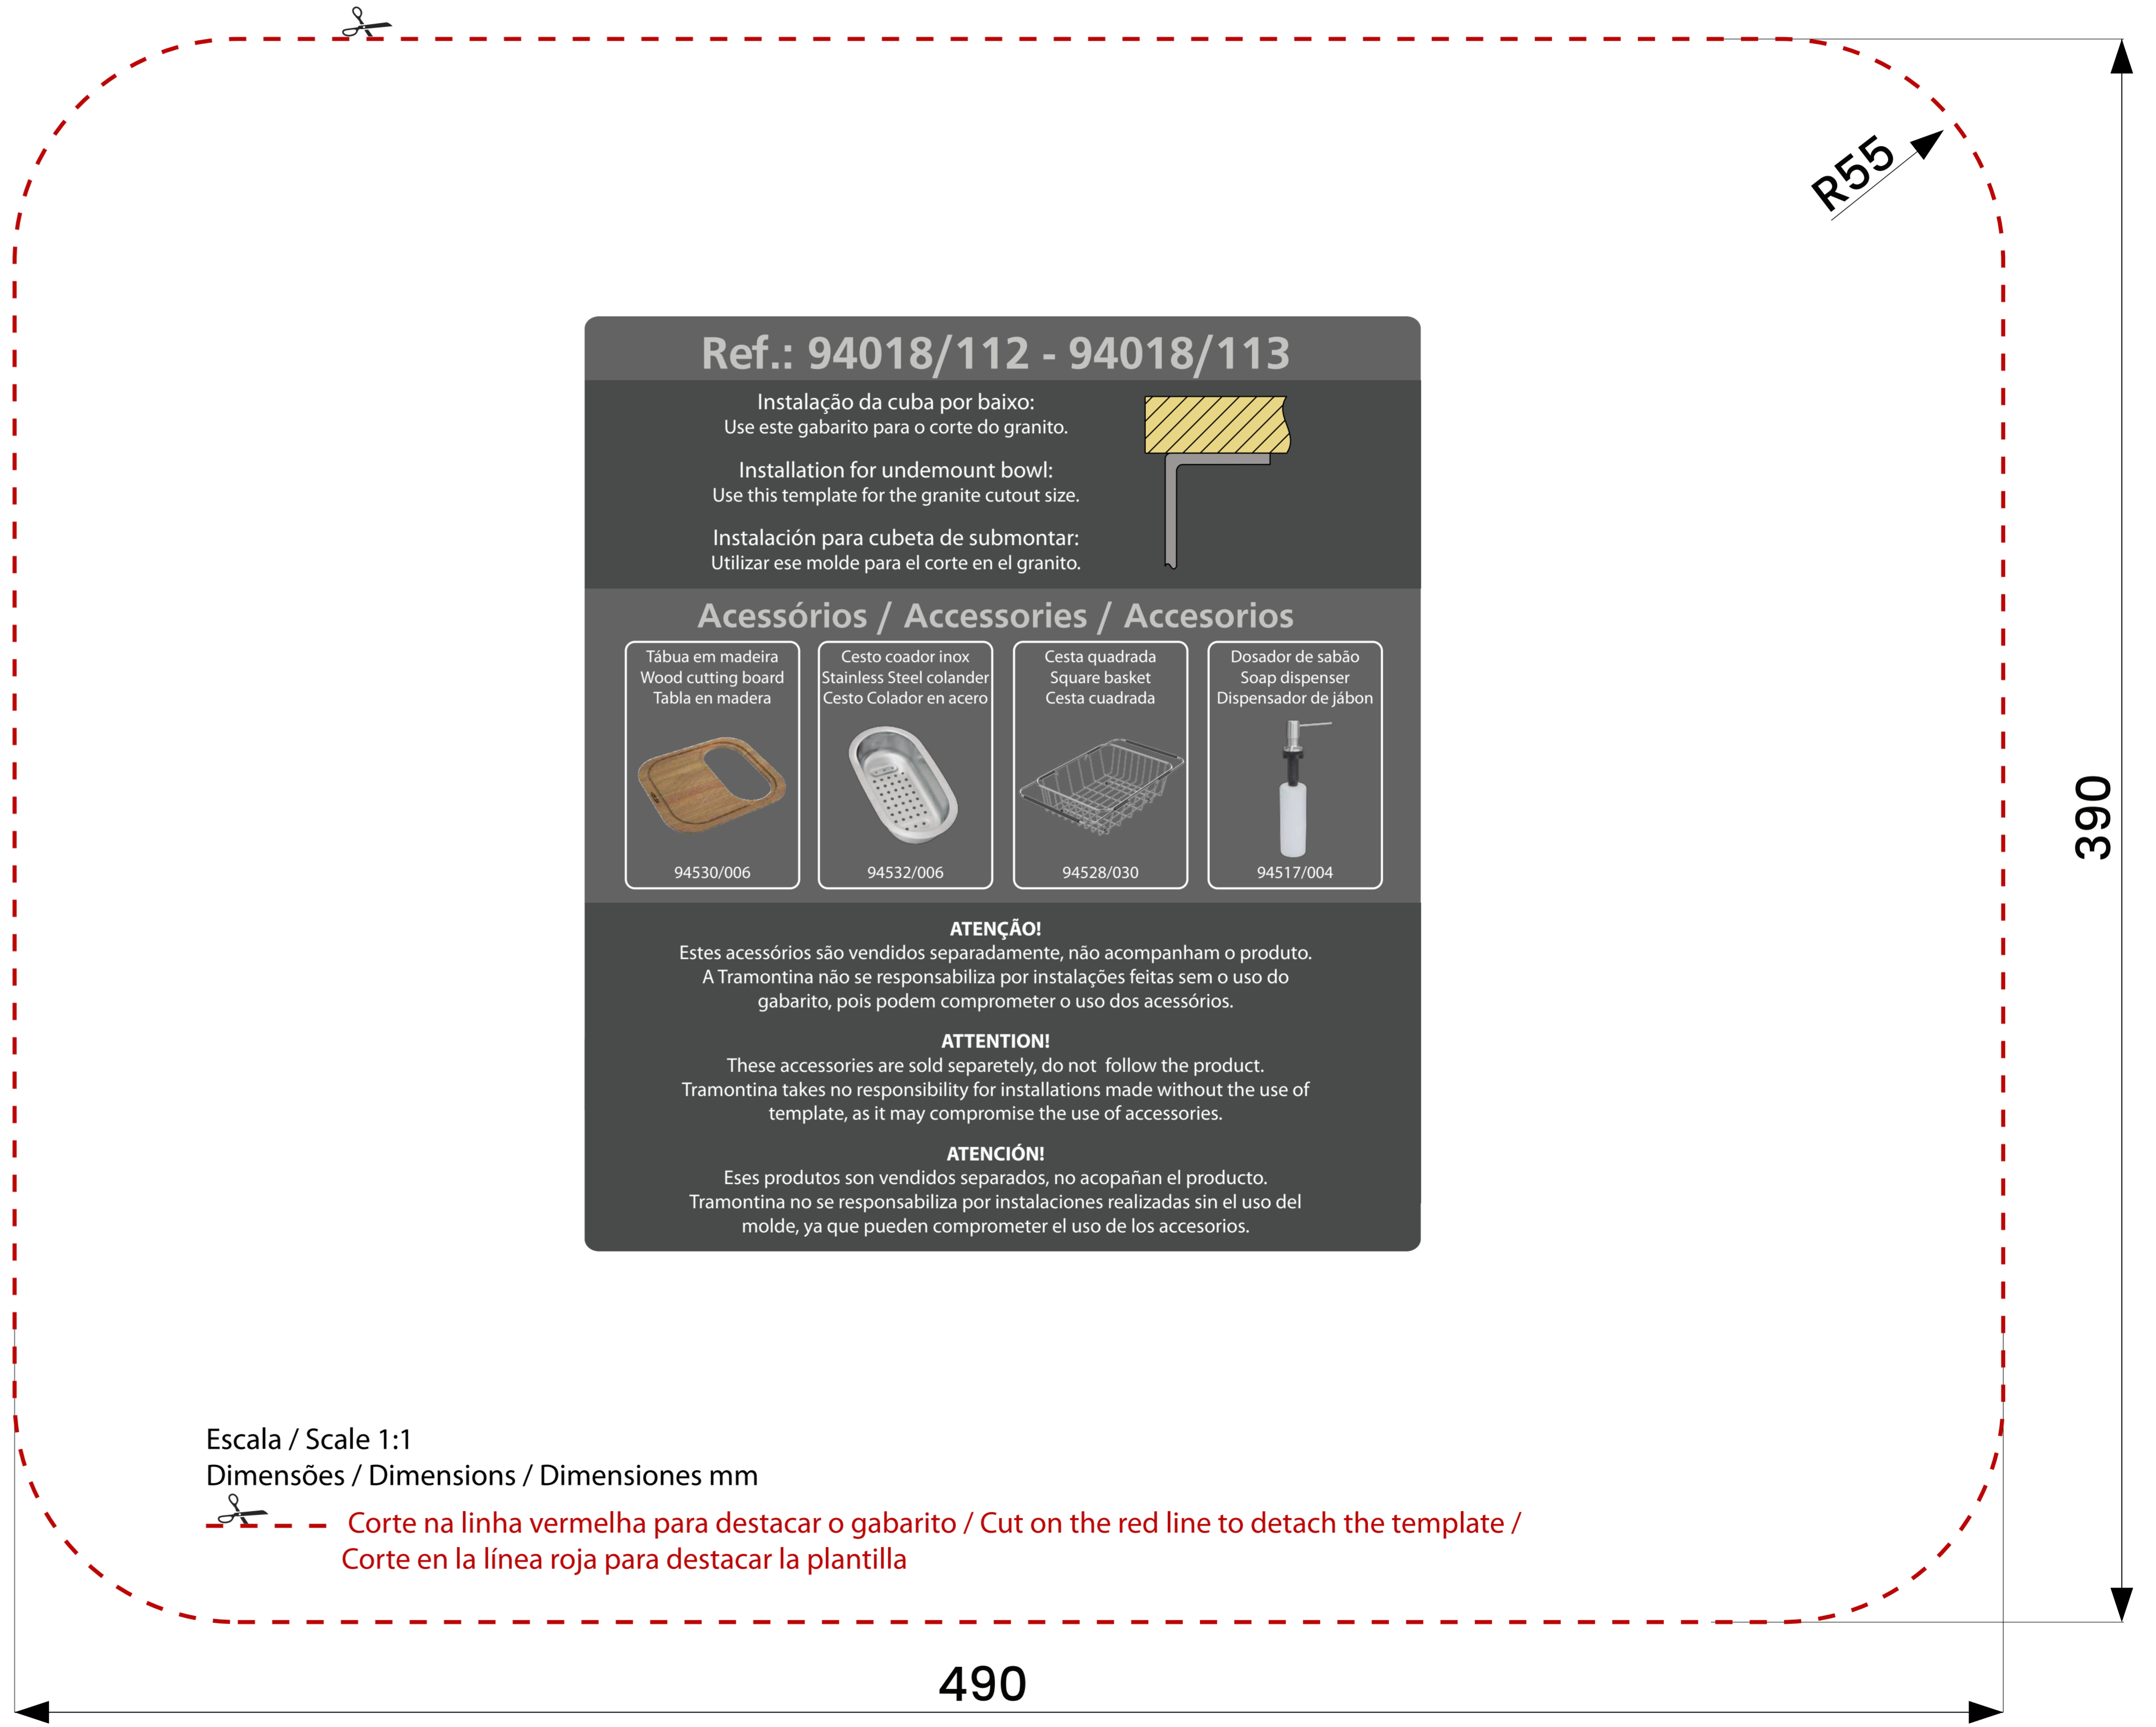 R55
Ref.: 94018/112 - 94018/113
Instalação da cuba por baixo:
Use este gabarito para o corte do granito.
Installation for undemount bowl:
Use this template for the granite cutout size.
Instalación para cubeta de submontar:
Utilizar ese molde para el corte en el granito.
Acessórios / Accessories / Accesorios
Tábua em madeira
Wood cutting board
Tabla en madera
94530/006
Cesto coador inox
Stainless Steel colander
Cesto Colador en acero
94532/006
Cesta quadrada
Square basket
Cesta cuadrada
94528/030
Dosador de sabão
Soap dispenser
Dispensador de jábon
94517/004
390
ATENÇÃO!
Estes acessórios são vendidos separadamente, não acompanham o produto.
A Tramontina não se responsabiliza por instalações feitas sem o uso do
gabarito, pois podem comprometer o uso dos acessórios.
ATTENTION!
These accessories are sold separetely, do not follow the product.
Tramontina takes no responsibility for installations made without the use of
template, as it may compromise the use of accessories.
ATENCIÓN!
Eses produtos son vendidos separados, no acopañan el producto.
Tramontina no se responsabiliza por instalaciones realizadas sin el uso del
molde, ya que pueden comprometer el uso de los accesorios.
Escala / Scale 1:1
Dimensões / Dimensions / Dimensiones mm
Corte na linha vermelha para destacar o gabarito / Cut on the red line to detach the template /
Corte en la línea roja para destacar la plantilla
490